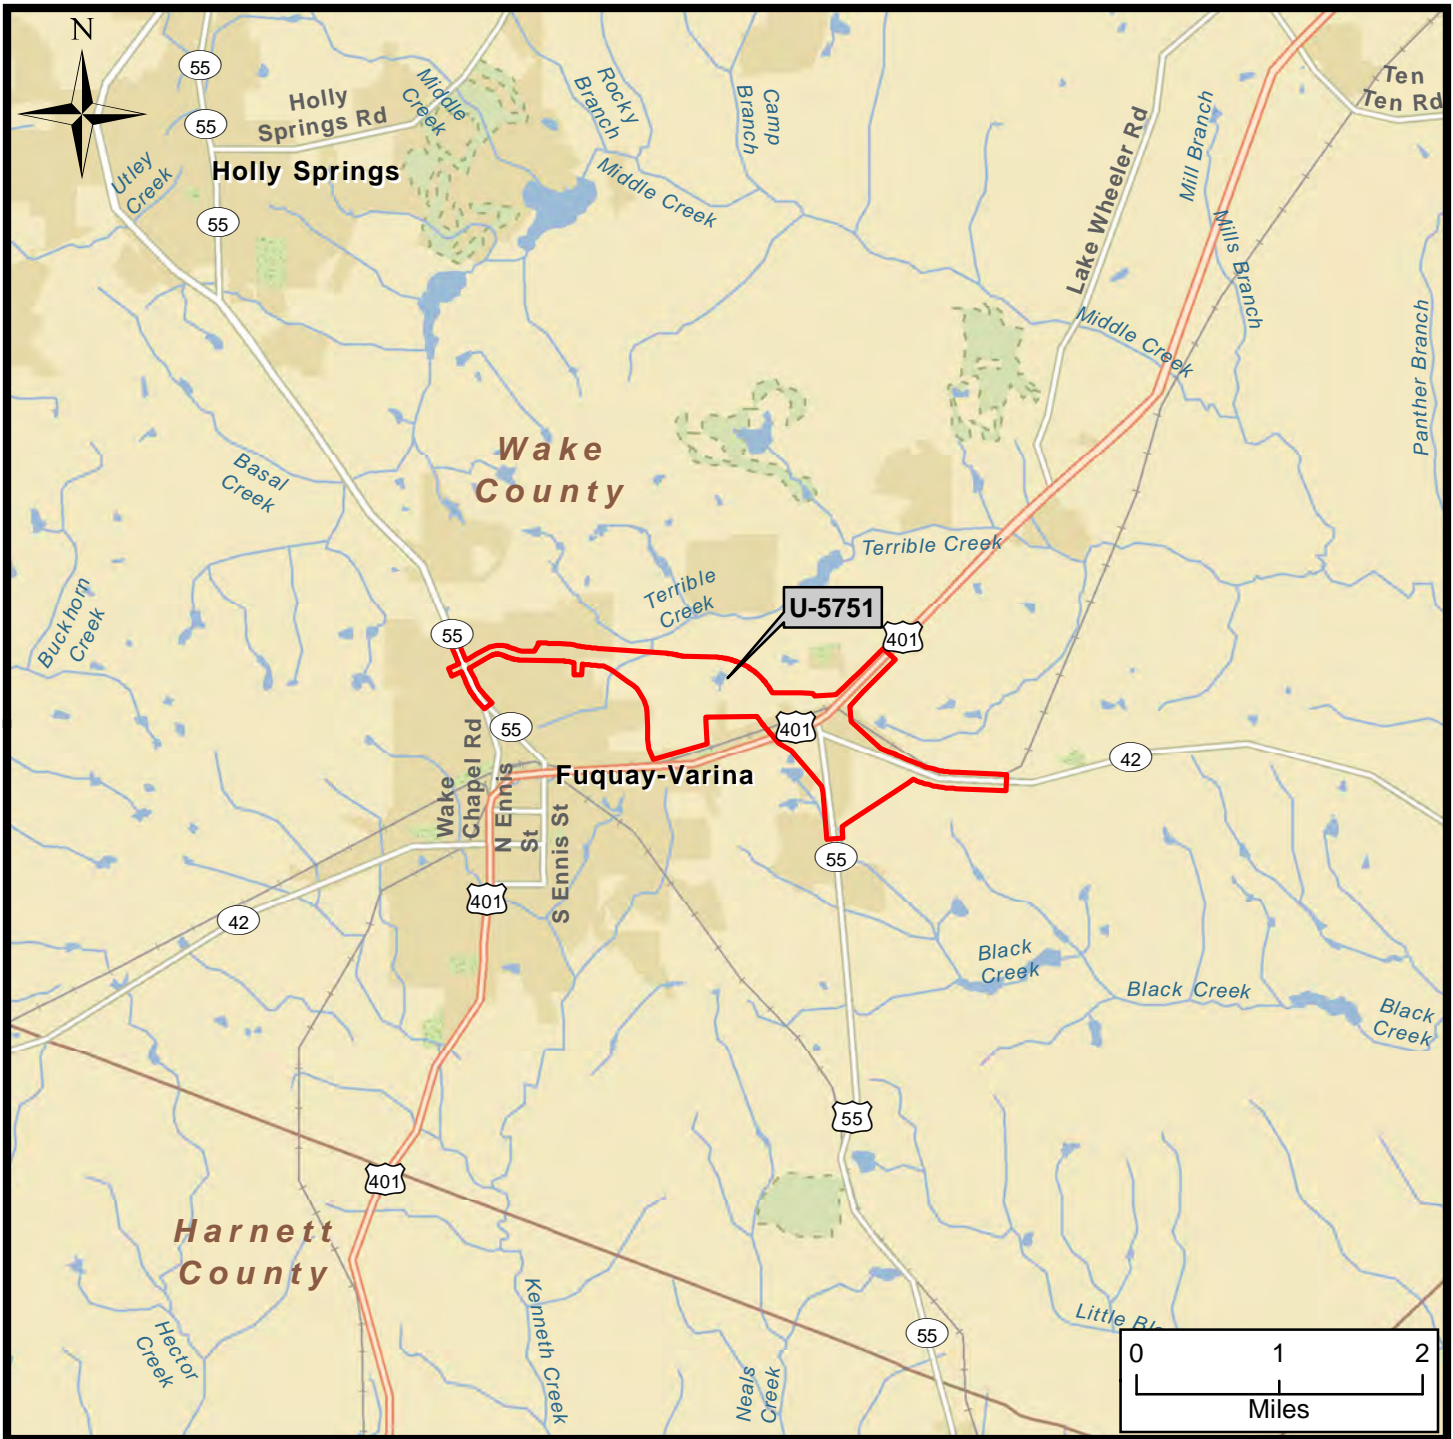 N
55
Holly
Springs Rd
55
Holly Springs
Utley
Creek
55
Middle
Creek
Rocky
Branch
Camp
Branch
Middle Creek
Ten
Ten Rd
Lake Wheeler Rd
Mill Branch
Mills Branch
Middle Creek
Panther Branch
Wake
County
Basal
Creek
Buckhorn
Creek
Terrible Creek
Terrible
Creek
U-5751
55
401
55
401
42
Wake
Chapel Rd
N Ennis
St
Fuquay-Varina
S Ennis St
55
401
42
Black
Creek
Black Creek
Black
Creek
55
401
Harnett
County
Hector
Creek
Kenneth Creek
Neals
Creek
55
Little
0 1 2
Miles